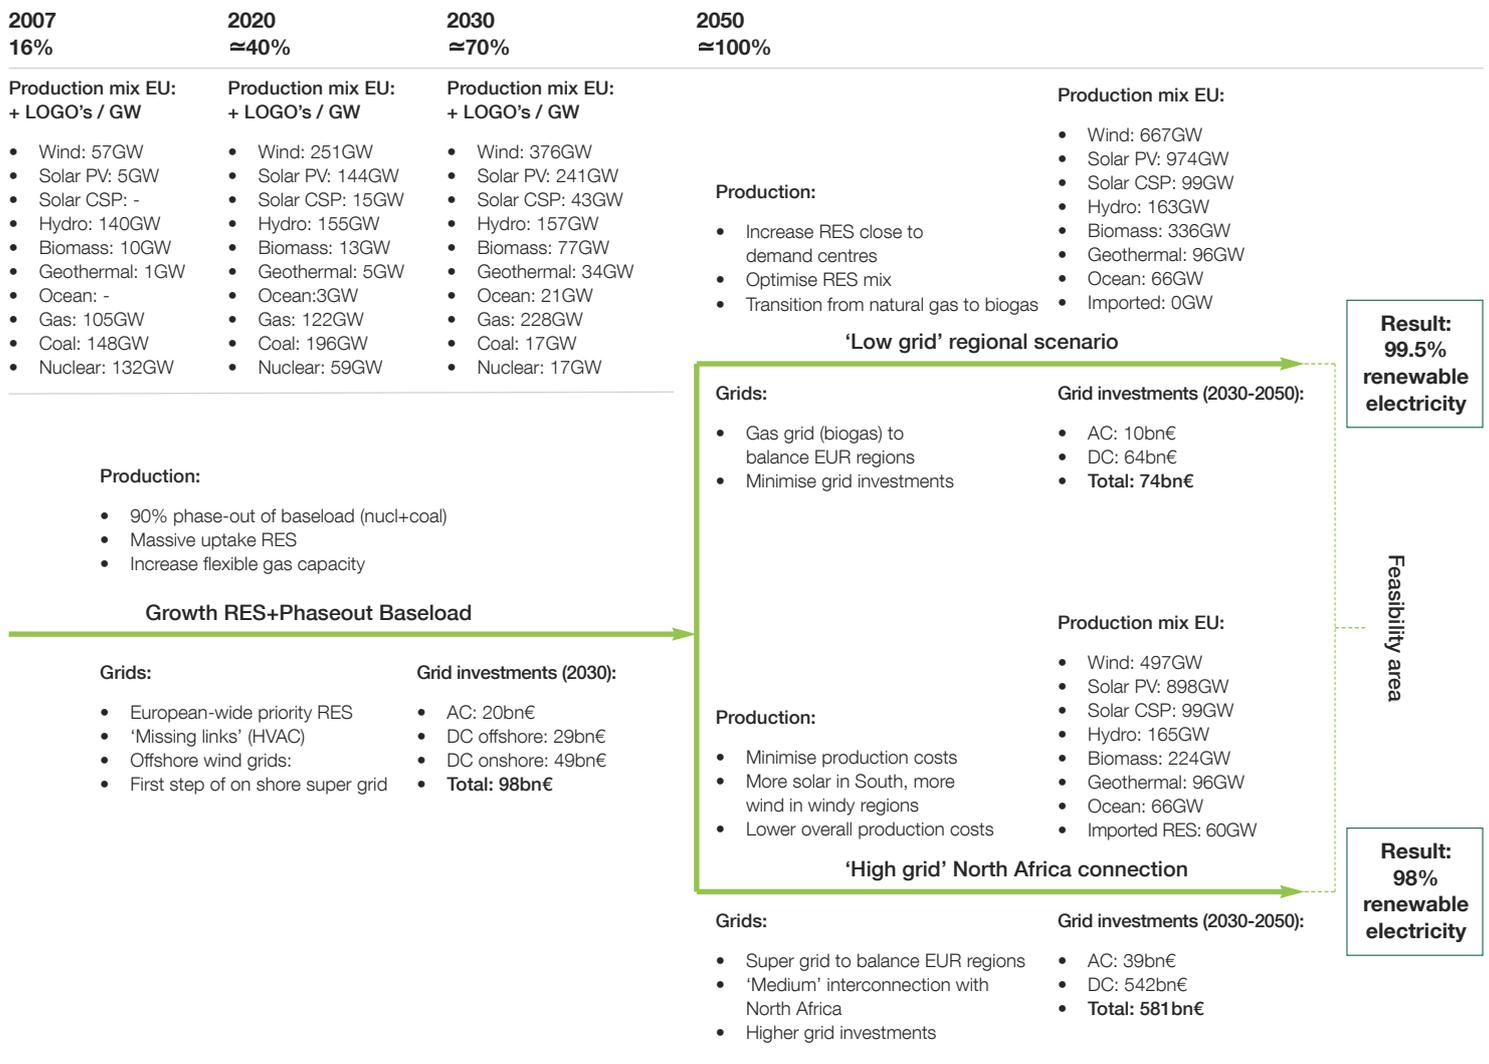 2007
16%
2020
≃40%
2030
≃70%
2050
≃100%
Production mix EU:
+ LOGO’s / GW
• Wind: 57GW
• Solar PV: 5GW
• Solar CSP: -
• Hydro: 140GW
• Biomass: 10GW
• Geothermal: 1GW
• Ocean: -
• Gas: 105GW
• Coal: 148GW
• Nuclear: 132GW
Production mix EU:
+ LOGO’s / GW
• Wind: 251GW
• Solar PV: 144GW
• Solar CSP: 15GW
• Hydro: 155GW
• Biomass: 13GW
• Geothermal: 5GW
• Ocean:3GW
• Gas: 122GW
• Coal: 196GW
• Nuclear: 59GW
Production mix EU:
+ LOGO’s / GW
• Wind: 376GW
• Solar PV: 241GW
• Solar CSP: 43GW
• Hydro: 157GW
• Biomass: 77GW
• Geothermal: 34GW
• Ocean: 21GW
• Gas: 228GW
• Coal: 17GW
• Nuclear: 17GW
Production:
• 90% phase-out of baseload (nucl+coal)
• Massive uptake RES
• Increase flexible gas capacity
Growth RES+Phaseout Baseload
Grids:
• European-wide priority RES
• ‘Missing links’ (HVAC)
• Offshore wind grids:
• First step of on shore super grid
Grid investments (2030):
• AC: 20bn€
• DC offshore: 29bn€
• DC onshore: 49bn€
• Total: 98bn€
Production:
• Increase RES close to
demand centres
• Optimise RES mix
• Transition from natural gas to biogas
Production mix EU:
• Wind: 667GW
• Solar PV: 974GW
• Solar CSP: 99GW
• Hydro: 163GW
• Biomass: 336GW
• Geothermal: 96GW
• Ocean: 66GW
• Imported: 0GW
‘Low grid’ regional scenario
Grids:
• Gas grid (biogas) to
balance EUR regions
• Minimise grid investments
Grid investments (2030-2050):
• AC: 10bn€
• DC: 64bn€
• Total: 74bn€
Result:
99.5%
renewable
electricity
Feasibility area
Production:
• Minimise production costs
• More solar in South, more
wind in windy regions
• Lower overall production costs
Production mix EU:
• Wind: 497GW
• Solar PV: 898GW
• Solar CSP: 99GW
• Hydro: 165GW
• Biomass: 224GW
• Geothermal: 96GW
• Ocean: 66GW
• Imported RES: 60GW
‘High grid’ North Africa connection
Grids:
• Super grid to balance EUR regions
• ‘Medium’ interconnection with
North Africa
• Higher grid investments
Grid investments (2030-2050):
• AC: 39bn€
• DC: 542bn€
• Total: 581bn€
Result:
98%
renewable
electricity